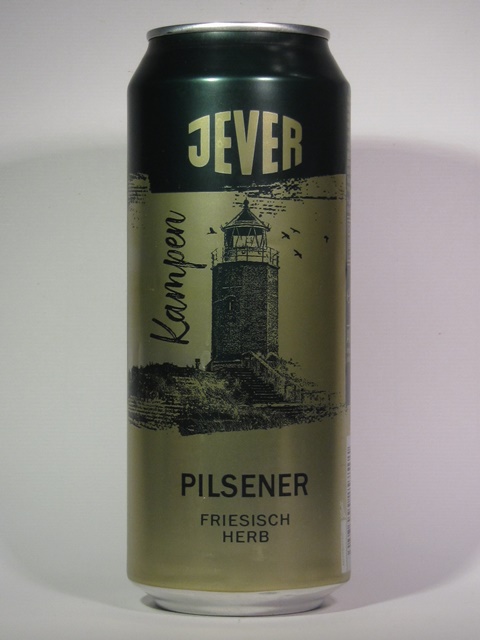 JEVER
Kampen
PILSENER
FRIESISCH
HERB